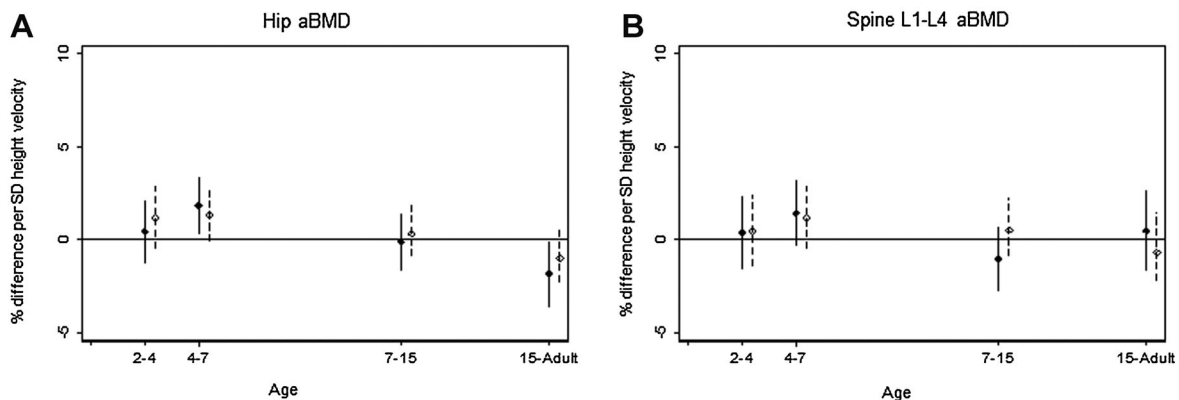 A
Hip aBMD
% difference per SD height velocity
10
5
0
-5
2-4 4-7 7-15 15-Adult
Age
B
Spine L1-L4 aBMD
% difference per SD height velocity
10
5
0
-5
2-4 4-7 7-15 15-Adult
Age